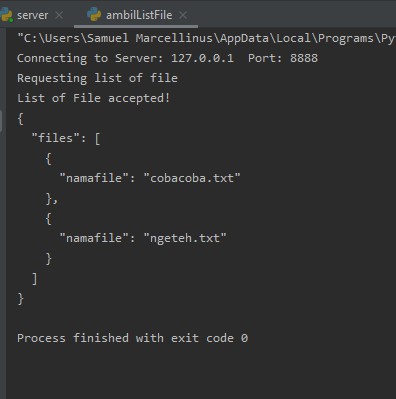 server ambilListFile
"C:\Users\Samuel Marcellinus\AppData\Local\Programs\Py
Connecting to Server: 127.0.0.1  Port: 8888
Requesting list of file
List of File accepted!
{
  "files": [
    {
      "namafile": "cobacoba.txt"
    },
    {
      "namafile": "ngeteh.txt"
    }
  ]
}
Process finished with exit code 0